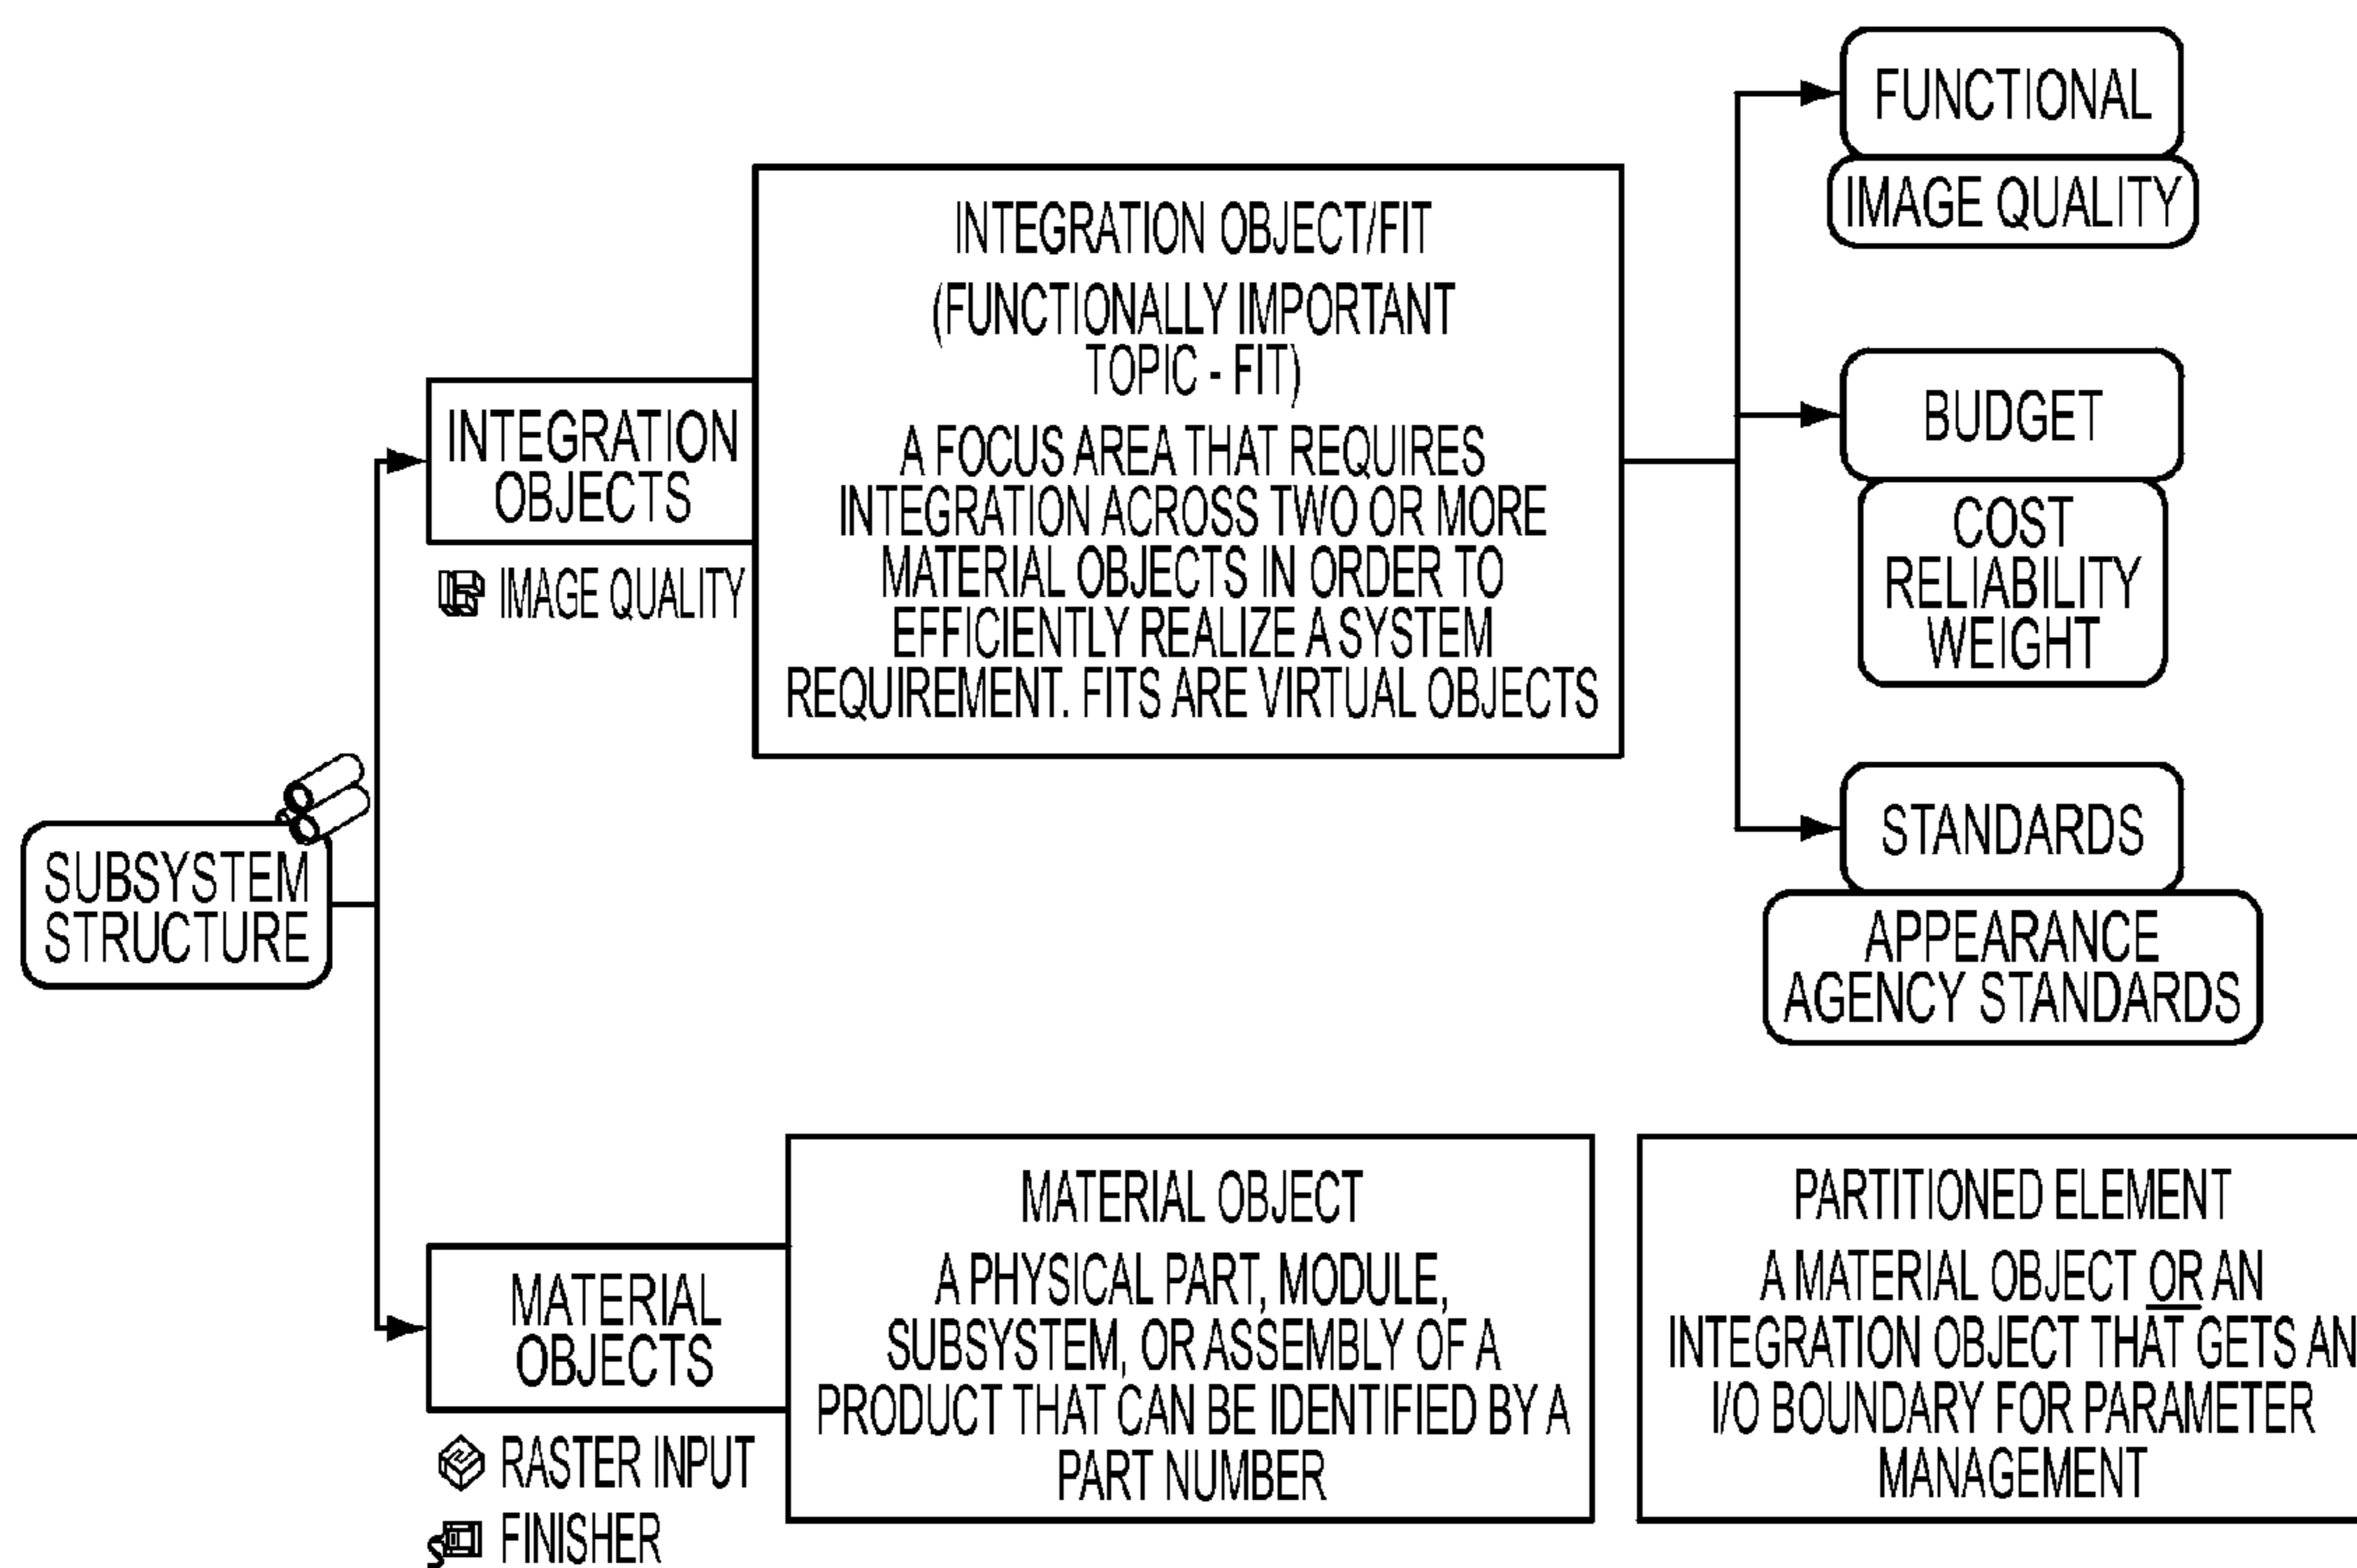 SUBSYSTEM
STRUCTURE
INTEGRATION
OBJECTS
IMAGE QUALITY
INTEGRATION OBJECT/FIT
(FUNCTIONALLY IMPORTANT
TOPIC - FIT)
A FOCUS AREA THAT REQUIRES
INTEGRATION ACROSS TWO OR MORE
MATERIAL OBJECTS IN ORDER TO
EFFICIENTLY REALIZE A SYSTEM
REQUIREMENT. FITS ARE VIRTUAL OBJECTS
FUNCTIONAL
IMAGE QUALITY
BUDGET
COST
RELIABILITY
WEIGHT
STANDARDS
APPEARANCE
AGENCY STANDARDS
MATERIAL
OBJECTS
RASTER INPUT
FINISHER
MATERIAL OBJECT
A PHYSICAL PART, MODULE,
SUBSYSTEM, OR ASSEMBLY OF A
PRODUCT THAT CAN BE IDENTIFIED BY A
PART NUMBER
PARTITIONED ELEMENT
A MATERIAL OBJECT OR AN
INTEGRATION OBJECT THAT GETS AN
I/O BOUNDARY FOR PARAMETER
MANAGEMENT